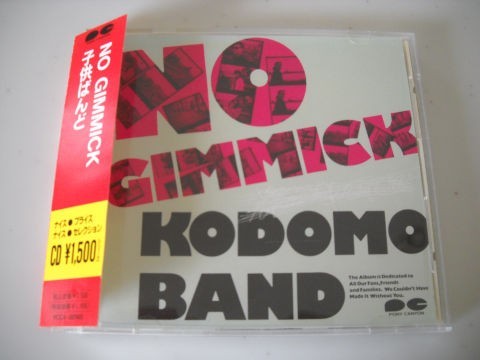 NO GIMMICK
子供ばんど
ナイス●プライス
ナイス●セレクション
CD ¥1,500
NO
GIMMICK
KODOMO
BAND
The Album is Dedicated to
All Our Fans, Friends
and Families. We Couldn't Have
Made It Without You.
PONY CANYON